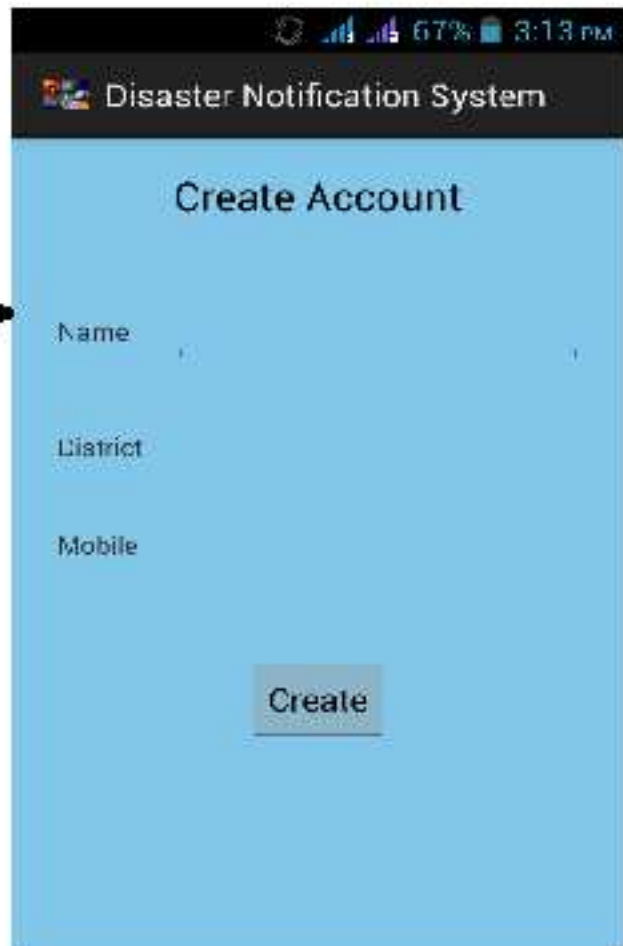 67% 3:13 PM
Disaster Notification System
Create Account
Name
District
Mobile
Create